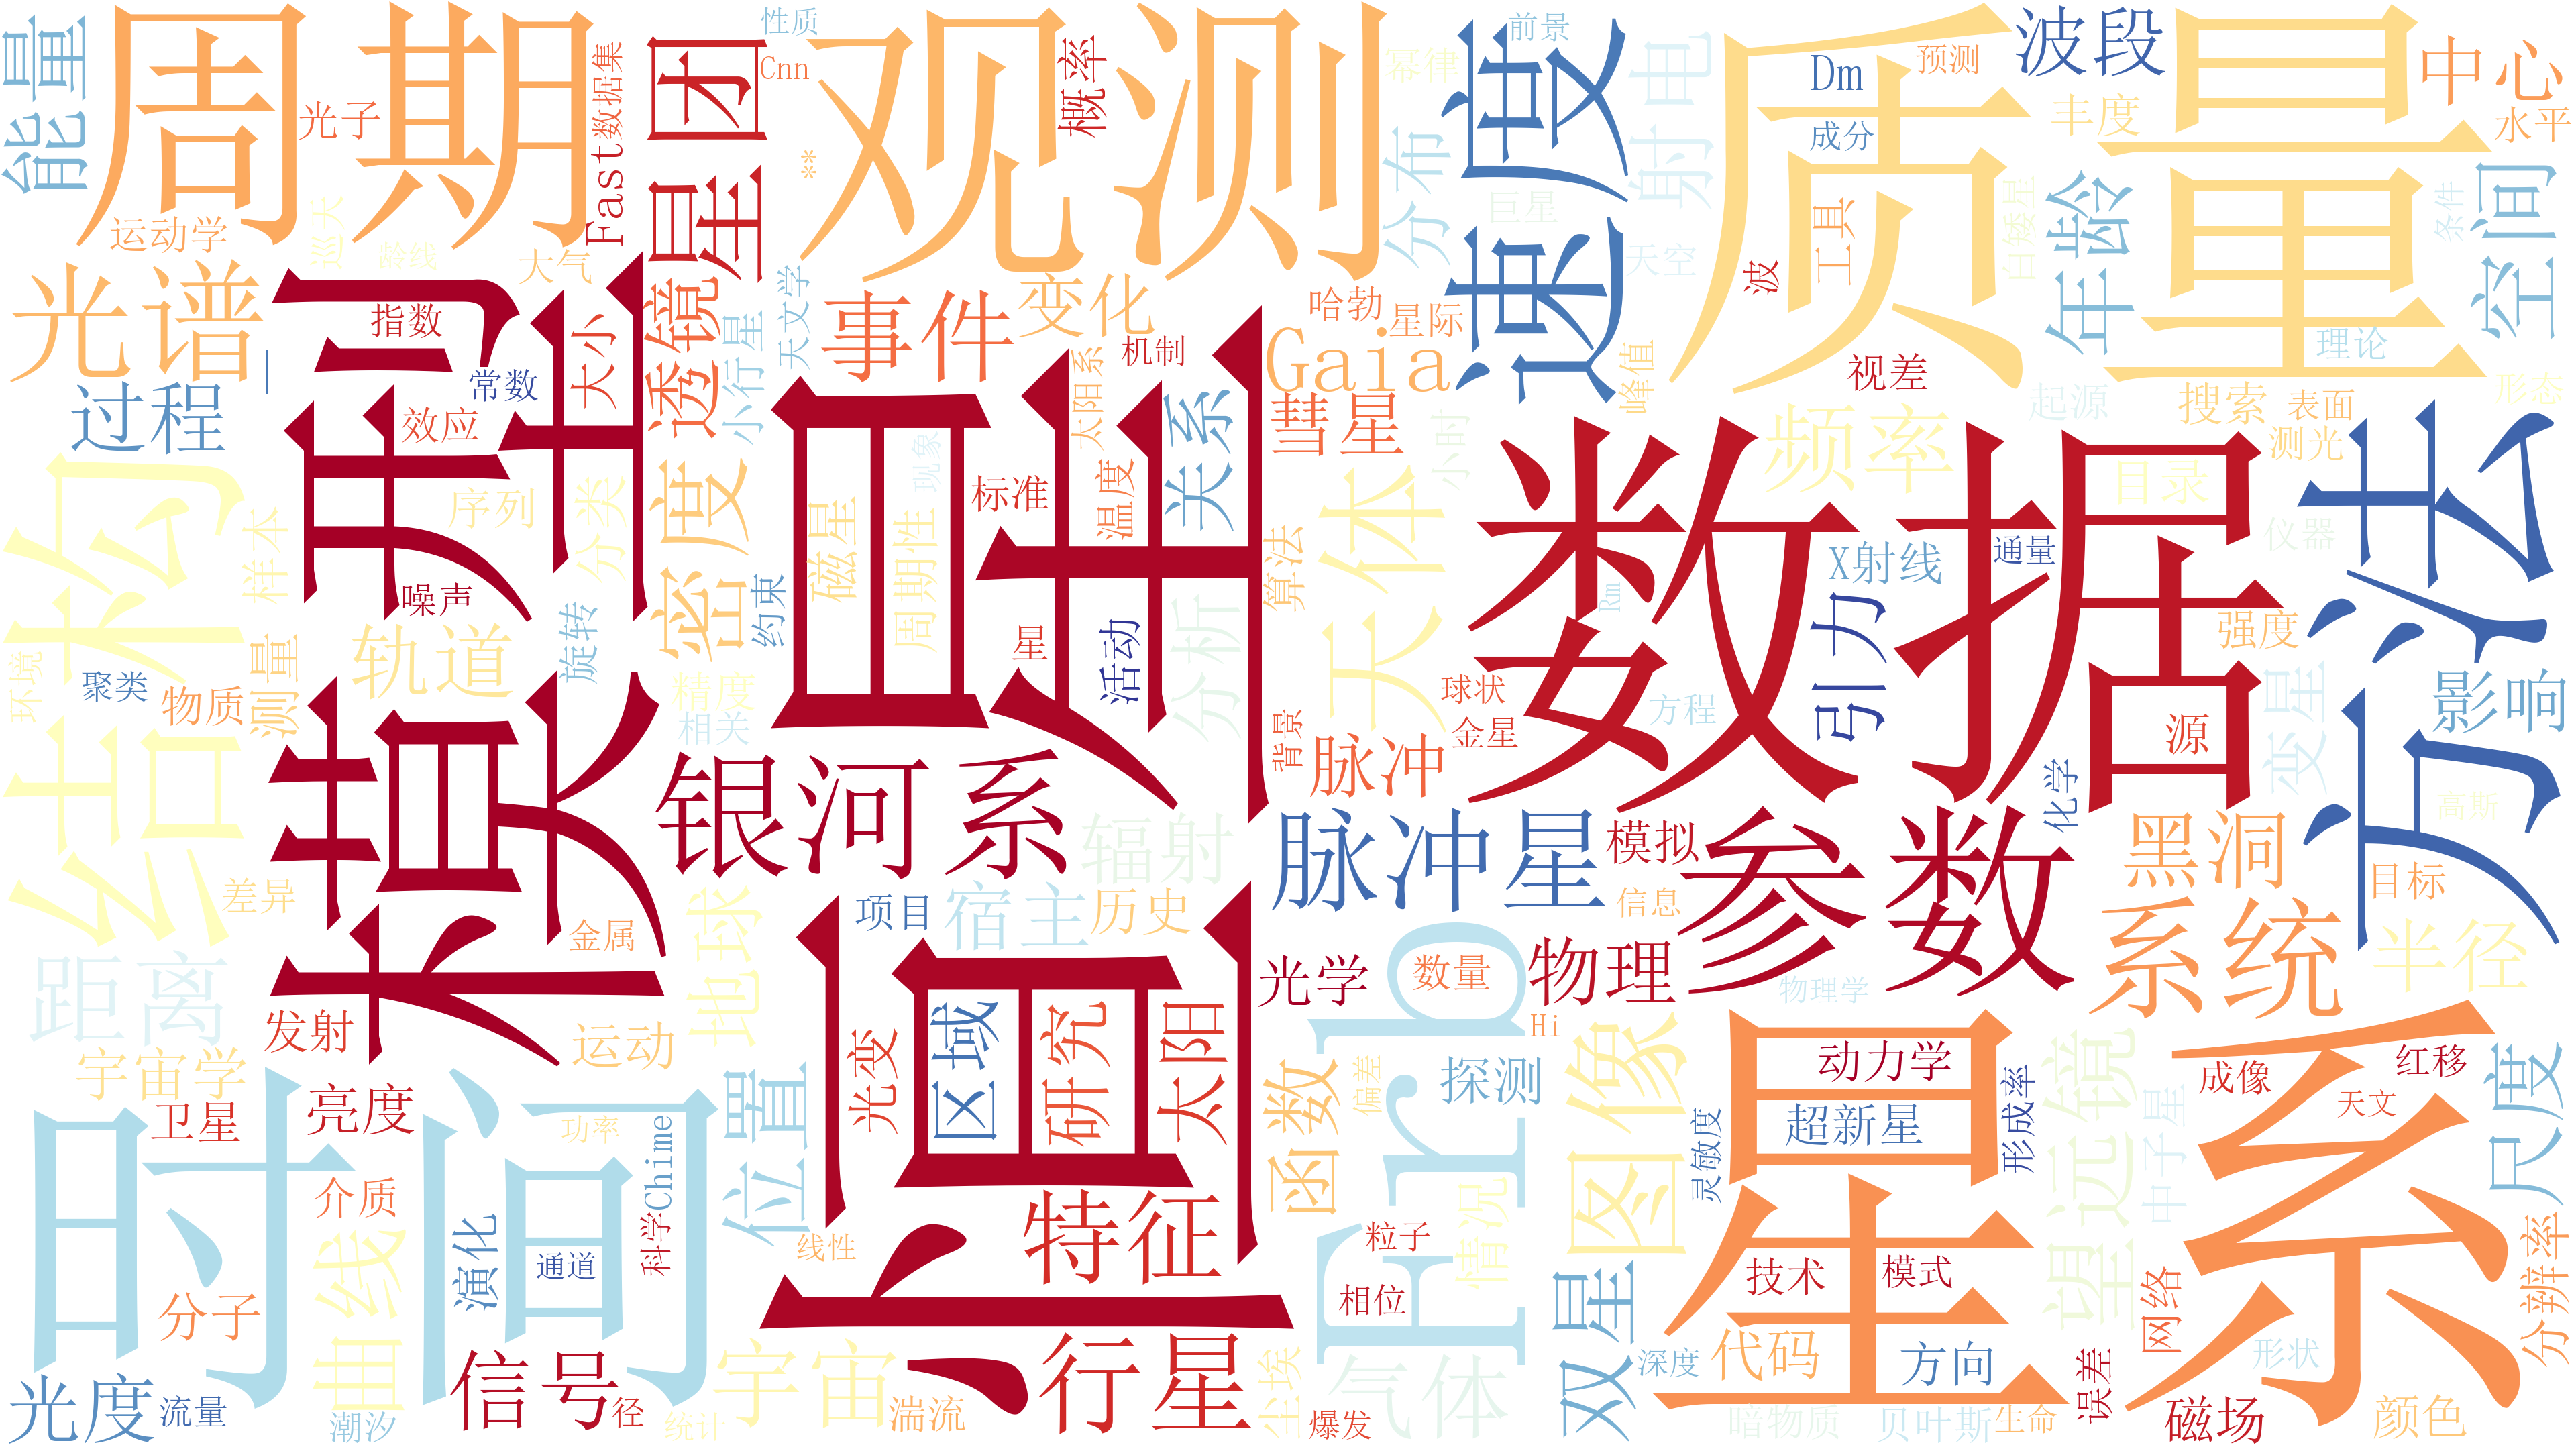 能量
周期
观测
质量
波段
中心
水平
性质
前景
预测
Dm
Cnn
概率
幂律
射电
丰度
成分
光子
Fast
数据集
**
星团
速度
分布
巨星
工具
年龄
白矮星
条件
空间
运动学
巡天
龄线
大气
光谱
模型
恒星
透镜
小行星
天文学
事件
变化
Gaia
哈勃
星际
天空
波
视差
理论
指数
大小
太阳系
机制
峰值
过程
常数
效应
彗星
频率
起源
搜索
表面
形态
测光
方法
结构
序列
分类
密度
磁星
现象
周期性
标准
温度
关系
小时
天体
数据
目录
仪器
样本
噪声
旋转
约束
星
活动
分析
算法
Rm
X射线
通量
引力
强度
环境
聚类
物质
测量
轨道
精度
相关
背景
球状
金星
方程
源
变星
影响
银河系
辐射
脉冲
脉冲星
模拟
参数
化学
黑洞
高斯
差异
金属
地球
项目
宿主
历史
信息
目标
距离
发射
光变
区域
研究
太阳
光学
数量
物理
物理学
系统
半径
宇宙学
运动
位置
Frb
Hi
图像
动力学
望远镜
成像
红移
天文
尺度
卫星
亮度
功率
Chime
科学
函数
偏差
探测
灵敏度
超新星
形成率
中子星
星系
时间
介质
曲线
演化
通道
线性
特征
粒子
情况
相位
双星
技术
模式
网络
分辨率
分子
信号
径
宇宙
湍流
行星
尘埃
爆发
气体
深度
代码
方向
误差
形状
光度
流量
潮汐
统计
暗物质
贝叶斯
生命
磁场
颜色